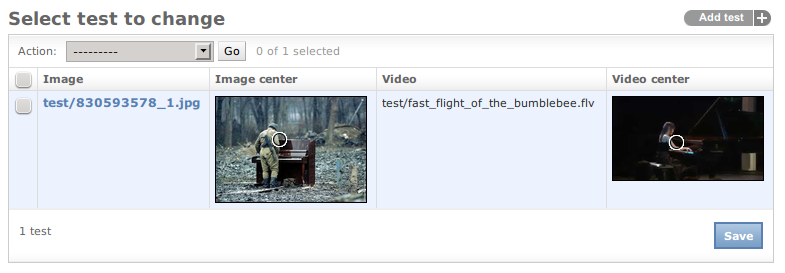 Select test to change
Add test +
Action: --------- Go 0 of 1 selected
Image Image center Video Video center
test/830593578_1.jpg test/fast_flight_of_the_bumblebee.flv
1 test
Save